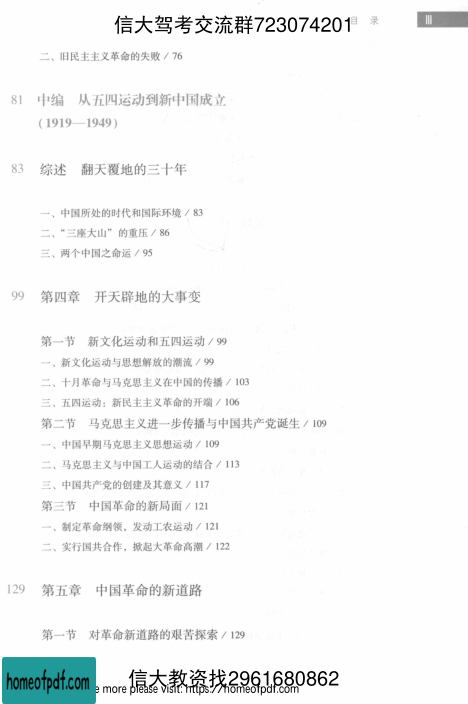 信大驾考交流群723074201
目 录
III
二、旧民主主义革命的失败 / 76
81 中编 从五四运动到新中国成立
(1919—1949)
83 综述 翻天覆地的三十年
一、中国所处的时代和国际环境 / 83
二、“三座大山”的重压 / 86
三、两个中国之命运 / 95
99 第四章 开天辟地的大事变
第一节 新文化运动和五四运动 / 99
一、新文化运动与思想解放的潮流 / 99
二、十月革命与马克思主义在中国的传播 / 103
三、五四运动：新民主主义革命的开端 / 106
第二节 马克思主义进一步传播与中国共产党诞生 / 109
一、中国早期马克思主义思想运动 / 109
二、马克思主义与中国工人运动的结合 / 113
三、中国共产党的创建及其意义 / 117
第三节 中国革命的新局面 / 121
一、制定革命纲领，发动工农运动 / 121
二、实行国共合作，掀起大革命高潮 / 122
129 第五章 中国革命的新道路
第一节 对革命新道路的艰苦探索 / 129
homeofpdf.com
信大教资找2961680862
more please visit: https://homeofpdf.com